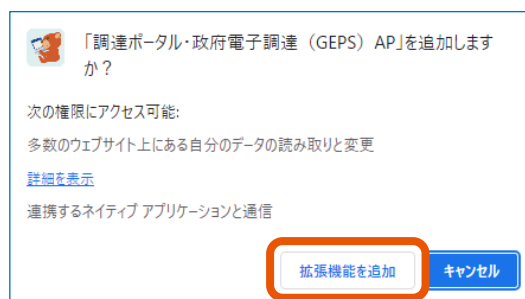 「調達ポータル・政府電子調達（GEPS）AP」を追加します
か？
次の権限にアクセス可能:
多数のウェブサイト上にある自分のデータの読み取りと変更
詳細を表示
連携するネイティブ アプリケーションと通信
拡張機能を追加 キャンセル